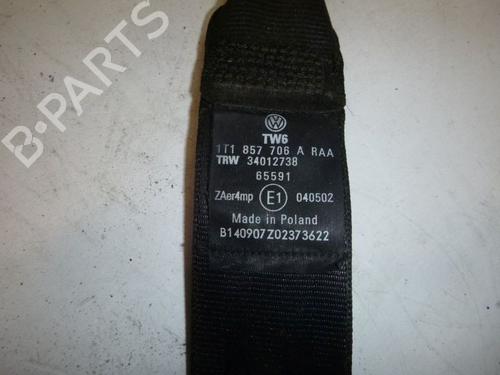 B-PARTS
TW6
1T1 857 706 A RAA
TRW 34012738
65591
ZAer4mp E1 040502
Made in Poland
B140907Z02373622